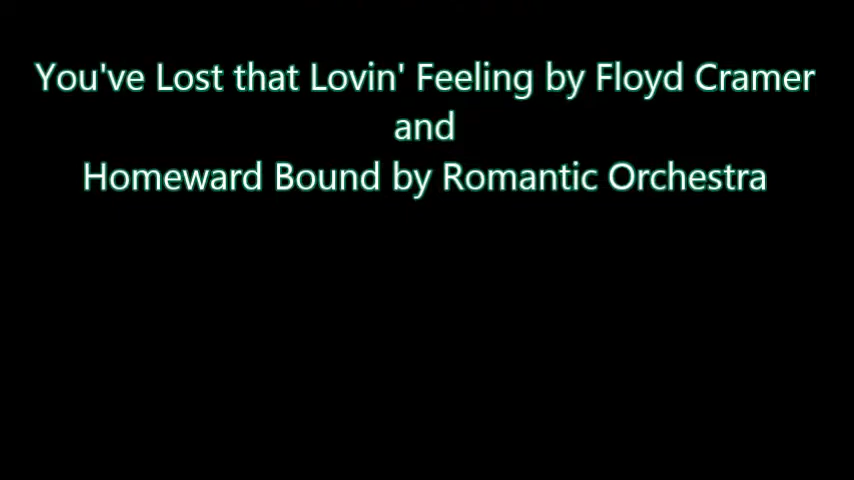 You've Lost that Lovin' Feeling by Floyd Cramer
and
Homeward Bound by Romantic Orchestra